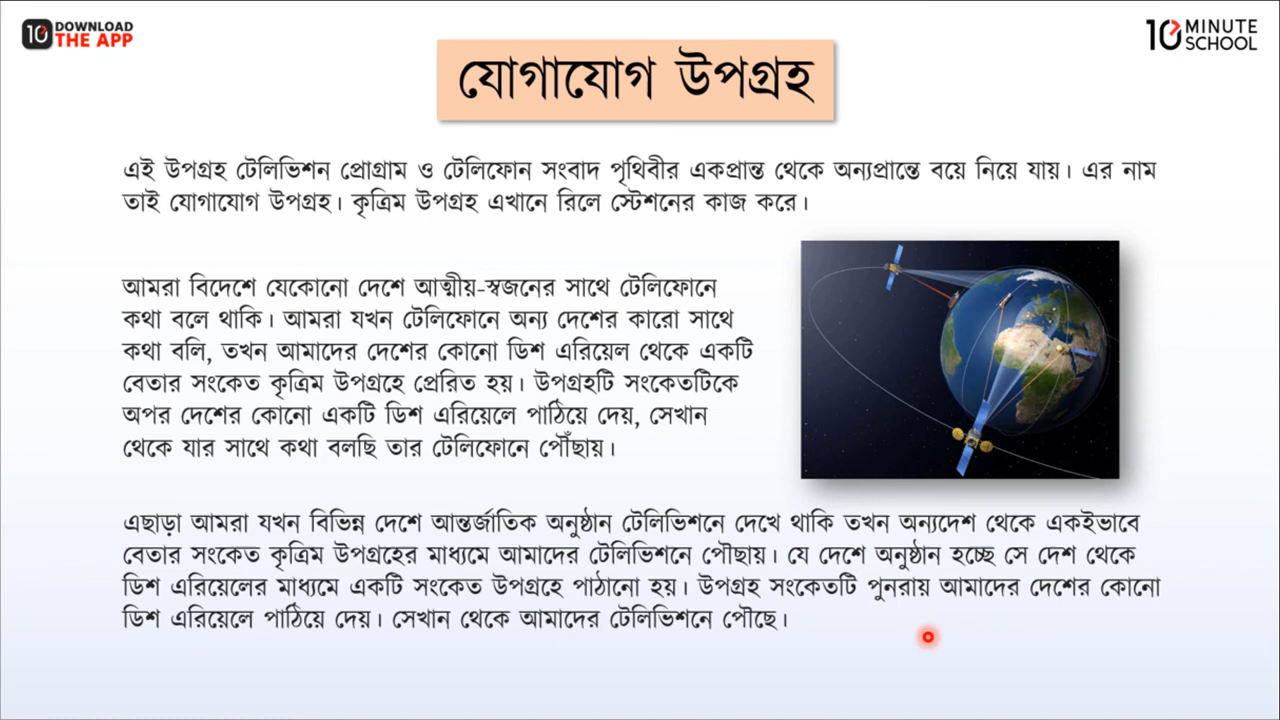 10 DOWNLOAD
THE APP
10 MINUTE
SCHOOL
যোগাযোগ উপগ্রহ
এই উপগ্রহ টেলিভিশন প্রোগ্রাম ও টেলিফোন সংবাদ পৃথিবীর একপ্রান্ত থেকে অন্যপ্রান্তে বয়ে নিয়ে যায়। এর নাম
তাই যোগাযোগ উপগ্রহ। কৃত্রিম উপগ্রহ এখানে রিলে স্টেশনের কাজ করে।
আমরা বিদেশে যেকোনো দেশে আত্মীয়-স্বজনের সাথে টেলিফোনে
কথা বলে থাকি। আমরা যখন টেলিফোনে অন্য দেশের কারো সাথে
কথা বলি, তখন আমাদের দেশের কোনো ডিশ এরিয়েল থেকে একটি
বেতার সংকেত কৃত্রিম উপগ্রহে প্রেরিত হয়। উপগ্রহটি সংকেতটিকে
অপর দেশের কোনো একটি ডিশ এরিয়েলে পাঠিয়ে দেয়, সেখান
থেকে যার সাথে কথা বলছি তার টেলিফোনে পৌঁছায়।
এছাড়া আমরা যখন বিভিন্ন দেশে আন্তর্জাতিক অনুষ্ঠান টেলিভিশনে দেখে থাকি তখন অন্যদেশ থেকে একইভাবে
বেতার সংকেত কৃত্রিম উপগ্রহের মাধ্যমে আমাদের টেলিভিশনে পৌছায়। যে দেশে অনুষ্ঠান হচ্ছে সে দেশ থেকে
ডিশ এরিয়েলের মাধ্যমে একটি সংকেত উপগ্রহে পাঠানো হয়। উপগ্রহ সংকেতটি পুনরায় আমাদের দেশের কোনো
ডিশ এরিয়েলে পাঠিয়ে দেয়। সেখান থেকে আমাদের টেলিভিশনে পৌছে।